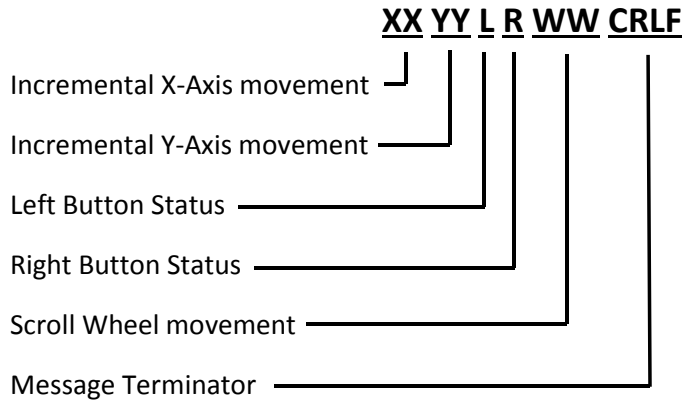 XX YY L R WW CRLF
Incremental X-Axis movement
Incremental Y-Axis movement
Left Button Status
Right Button Status
Scroll Wheel movement
Message Terminator